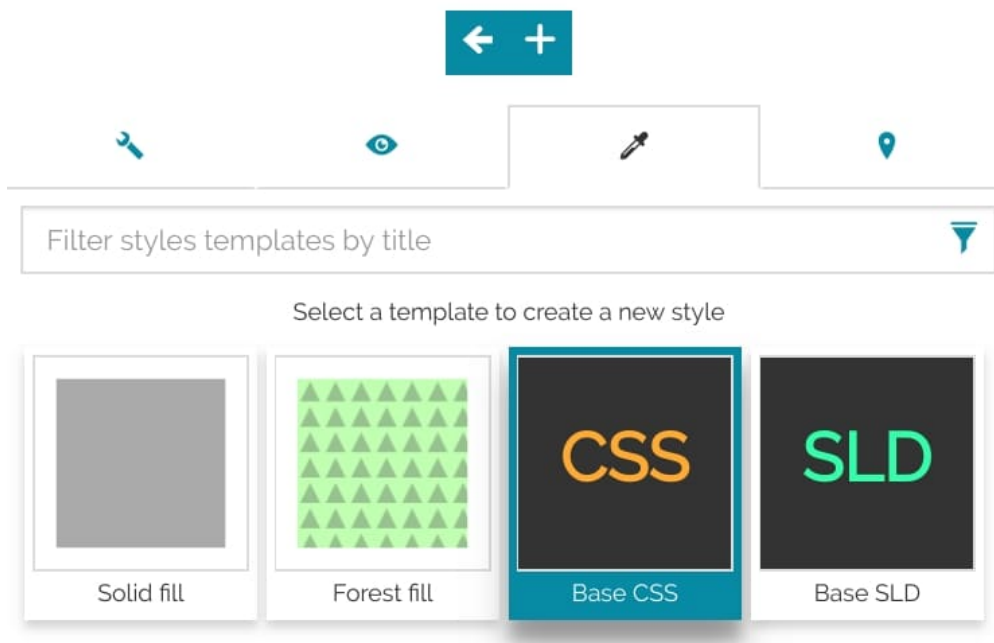 Filter styles templates by title
Select a template to create a new style
CSS
SLD
Solid fill
Forest fill
Base CSS
Base SLD